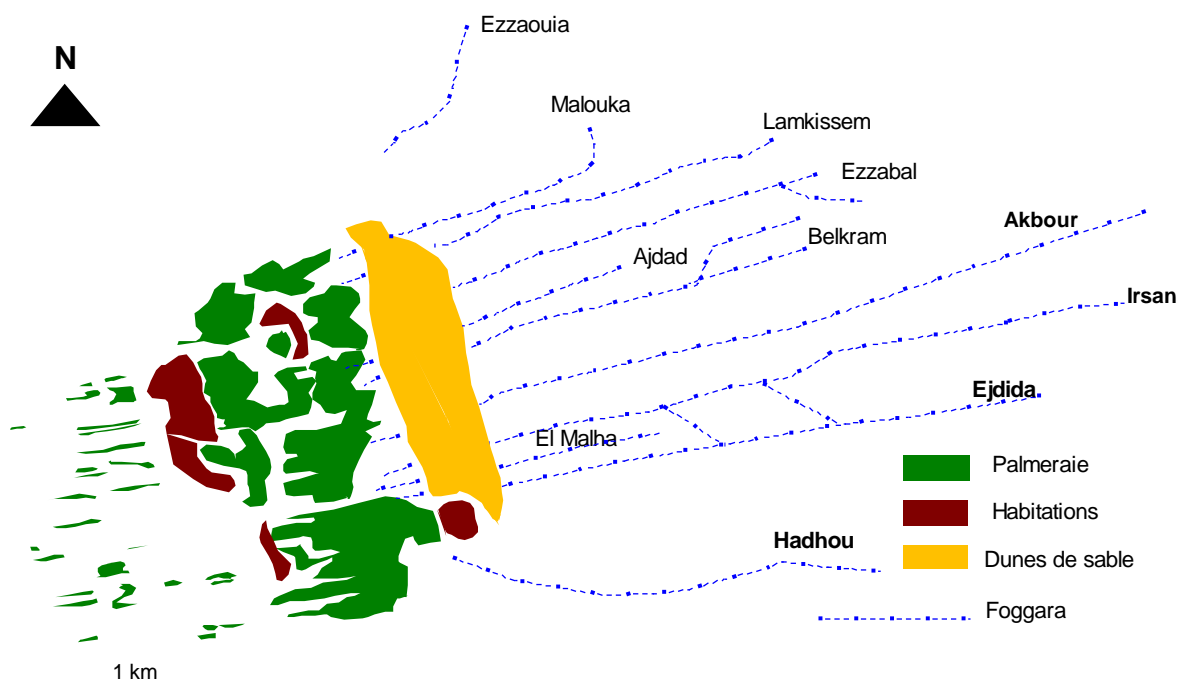 Ezzaouia
N
Malouka
Lamkissem
Ezzabal
Akbour
Belkram
Ajdad
Irsan
Ejdida
El Malha
Palmeraie
Habitations
Hadhou
Dunes de sable
Foggara
1 km